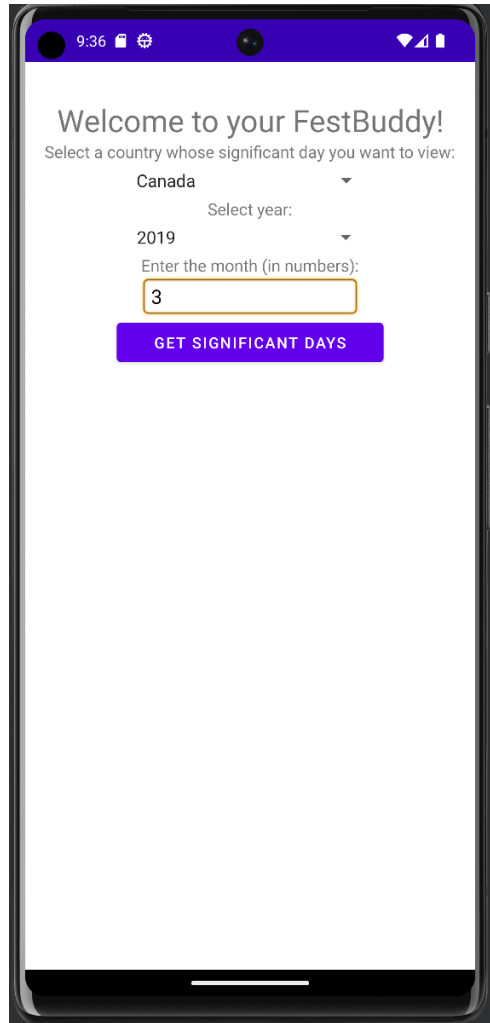 9:36
Welcome to your FestBuddy!
Select a country whose significant day you want to view:
Canada
Select year:
2019
Enter the month (in numbers):
3
GET SIGNIFICANT DAYS